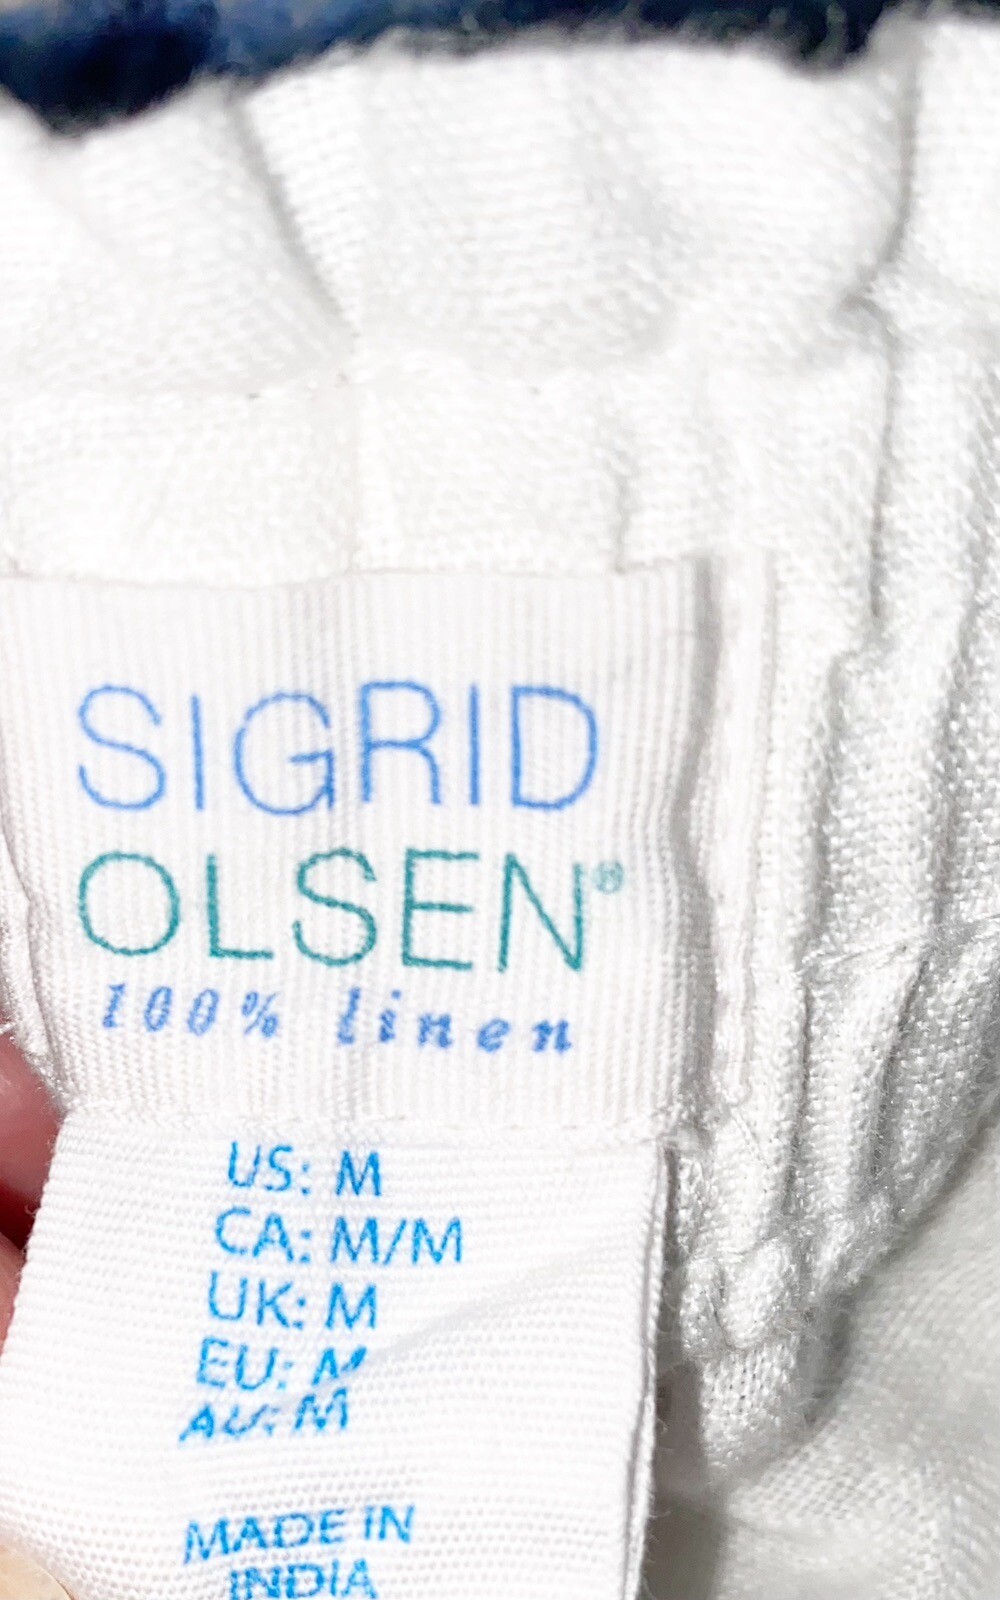 SIGRID
OLSEN®
100% linen
US: M
CA: M/M
UK: M
EU: M
AU: M
MADE IN
INDIA